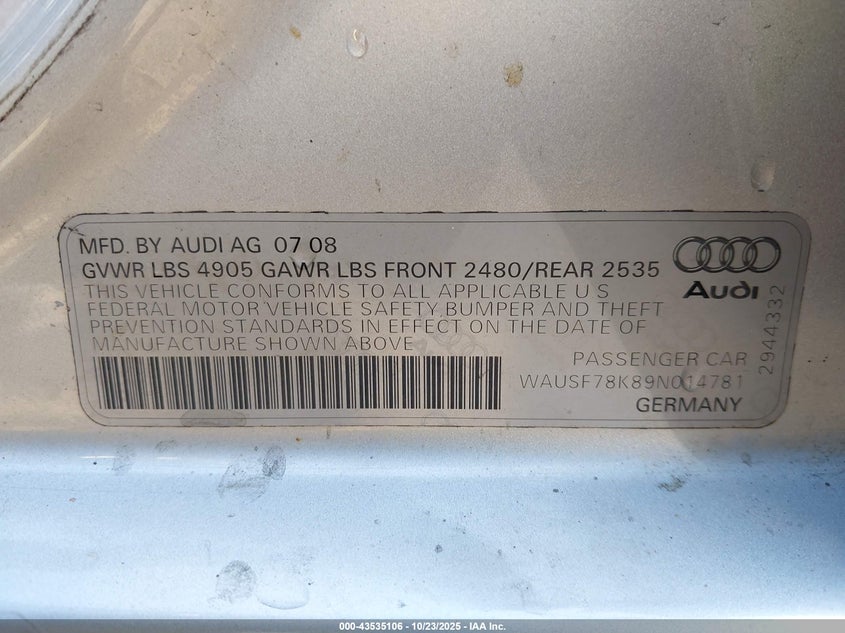 MFD. BY AUDI AG 07 08
GVWR LBS 4905 GAWR LBS FRONT 2480/REAR 2535
THIS VEHICLE CONFORMS TO ALL APPLICABLE U S
FEDERAL MOTOR VEHICLE SAFETY, BUMPER AND THEFT
PREVENTION STANDARDS IN EFFECT ON THE DATE OF
MANUFACTURE SHOWN ABOVE
Audi
2944332
PASSENGER CAR
WAUSF78K89N014781
GERMANY
000-43535106 - 10/23/2025 - IAA Inc.